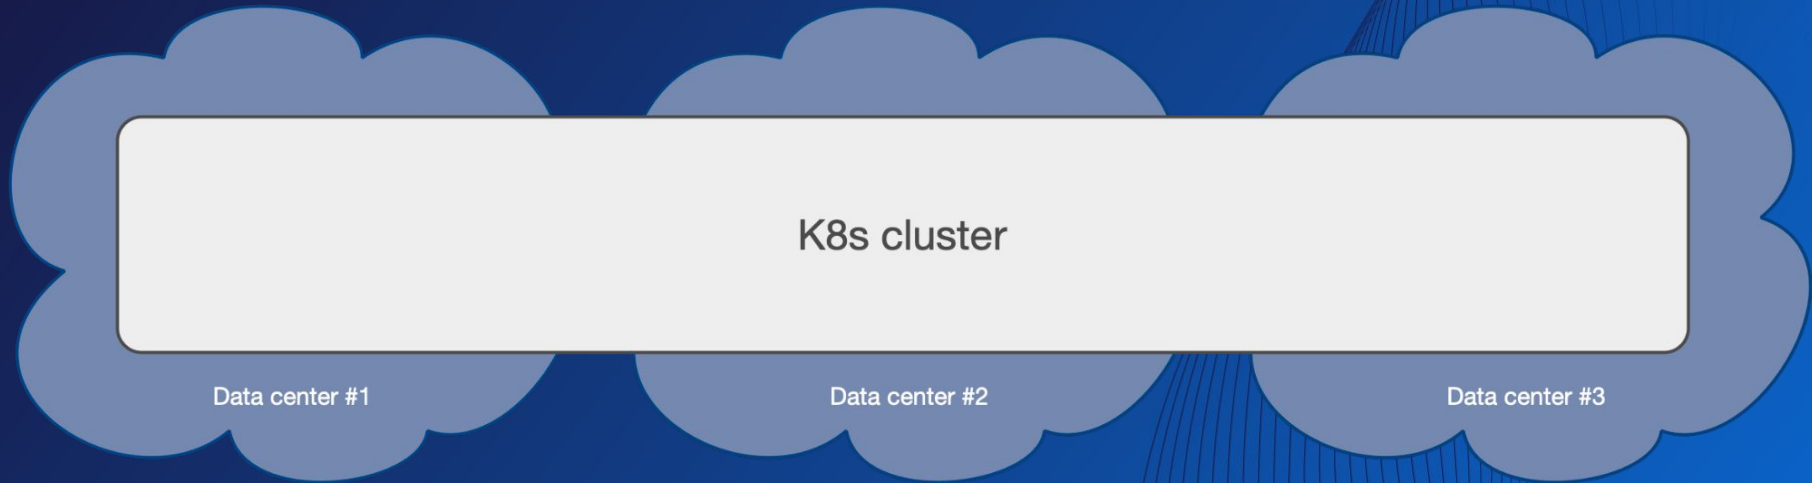 K8s cluster
Data center #1
Data center #2
Data center #3